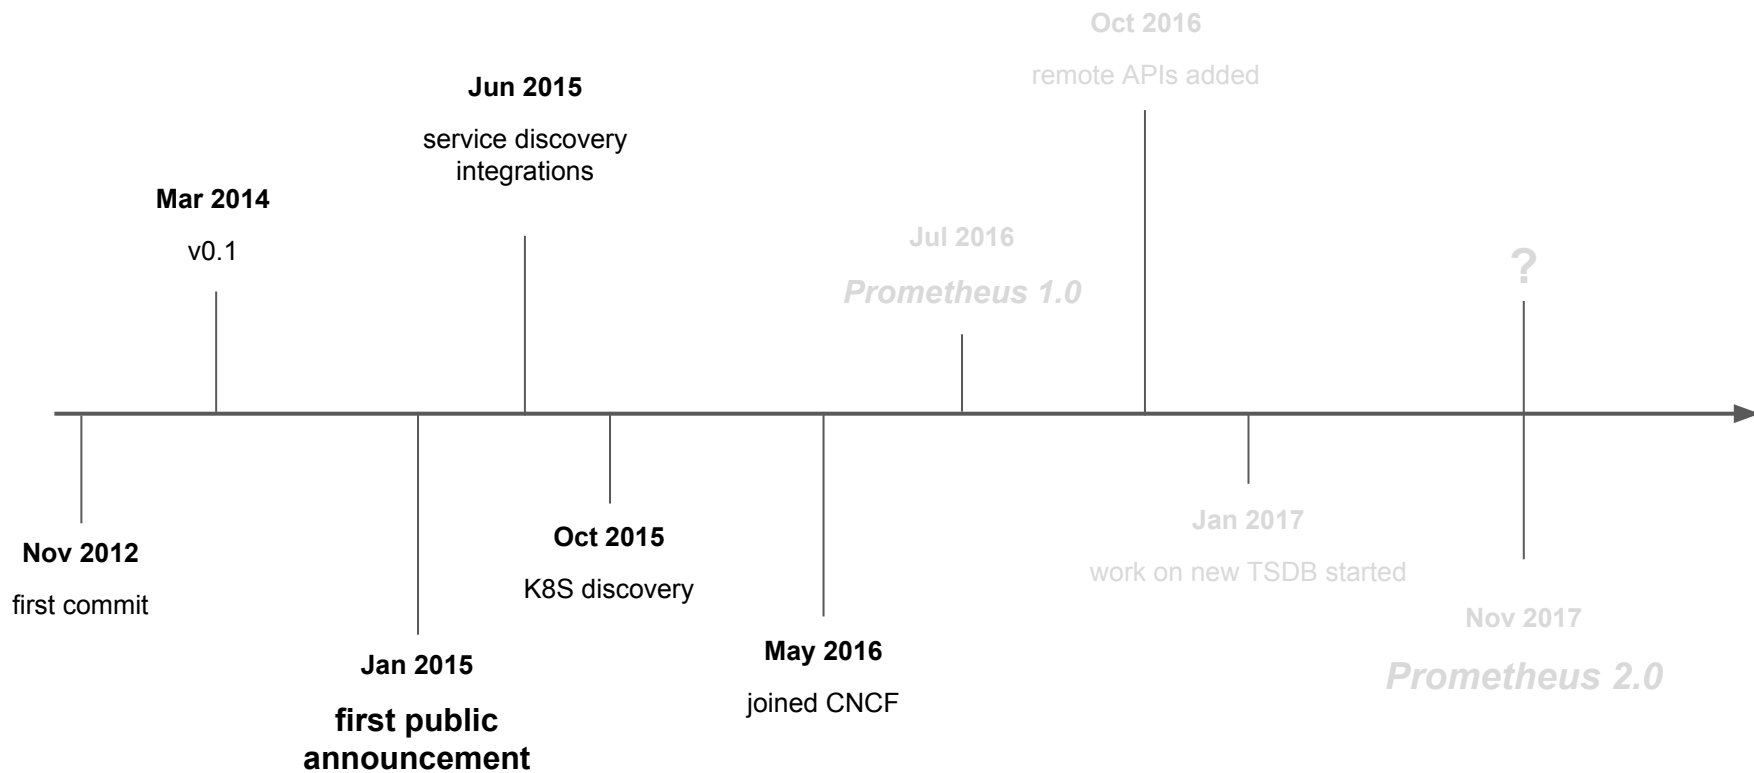 Oct 2016
remote APIs added
Jun 2015
service discovery
integrations
Mar 2014
v0.1
Jul 2016
Prometheus 1.0
?
Nov 2012
first commit
Jan 2015
first public
announcement
Oct 2015
K8S discovery
May 2016
joined CNCF
Jan 2017
work on new TSDB started
Nov 2017
Prometheus 2.0